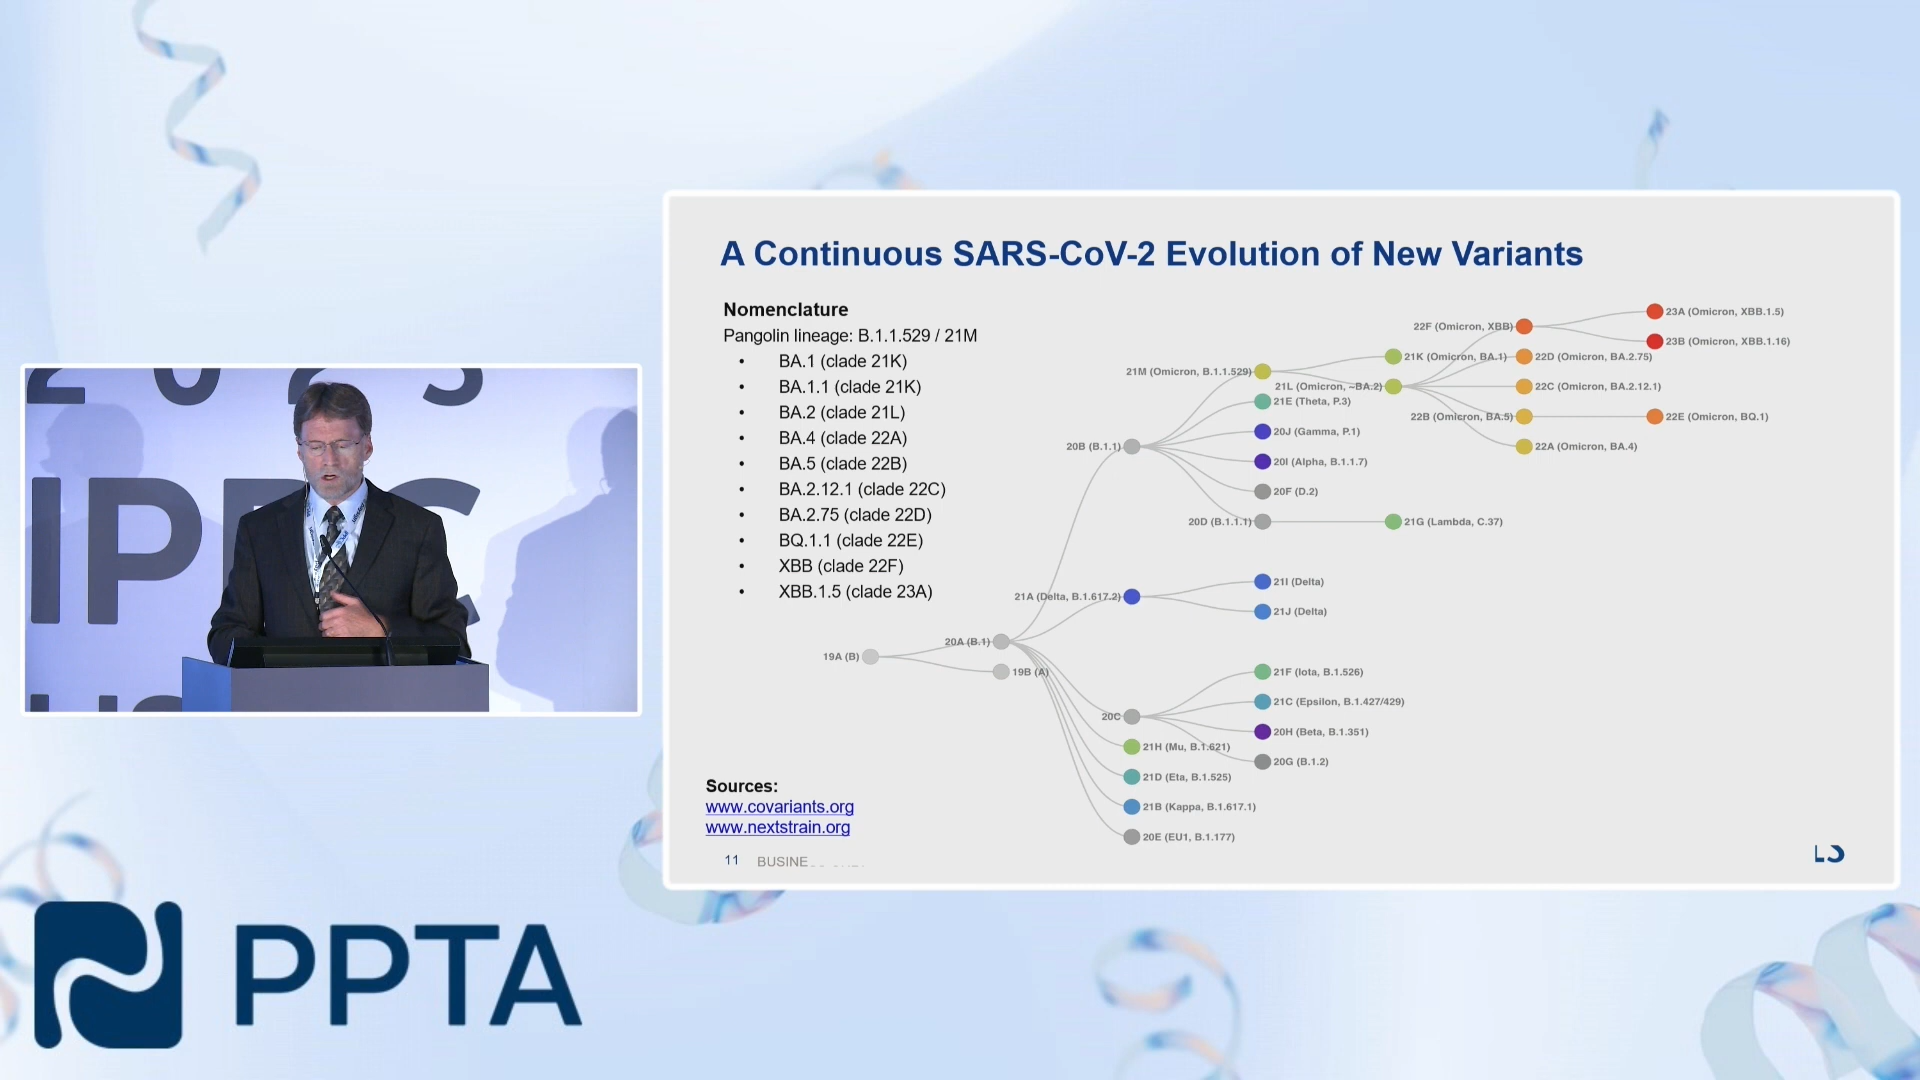 A Continuous SARS-CoV-2 Evolution of New Variants
Nomenclature
Pangolin lineage: B.1.1.529 / 21M
• BA.1 (clade 21K)
• BA.1.1 (clade 21K)
• BA.2 (clade 21L)
• BA.4 (clade 22A)
• BA.5 (clade 22B)
• BA.2.12.1 (clade 22C)
• BA.2.75 (clade 22D)
• BQ.1.1 (clade 22E)
• XBB (clade 22F)
• XBB.1.5 (clade 23A)
23A (Omicron, XBB.1.5)
22F (Omicron, XBB)
23B (Omicron, XBB.1.16)
21K (Omicron, BA.1)
22D (Omicron, BA.2.75)
21M (Omicron, B.1.1.529)
21L (Omicron, ~BA.2)
22C (Omicron, BA.2.12.1)
21E (Theta, P.3)
22B (Omicron, BA.5)
22E (Omicron, BQ.1)
20J (Gamma, P.1)
20B (B.1.1)
22A (Omicron, BA.4)
20I (Alpha, B.1.1.7)
20F (D.2)
20D (B.1.1.1)
21G (Lambda, C.37)
21I (Delta)
21A (Delta, B.1.617.2)
21J (Delta)
20A (B.1)
19A (B)
19B (A)
21F (Iota, B.1.526)
21C (Epsilon, B.1.427/429)
20C
20H (Beta, B.1.351)
21H (Mu, B.1.621)
20G (B.1.2)
21D (Eta, B.1.525)
21B (Kappa, B.1.617.1)
20E (EU1, B.1.177)
Sources:
www.covariants.org
www.nextstrain.org
11
PPTA